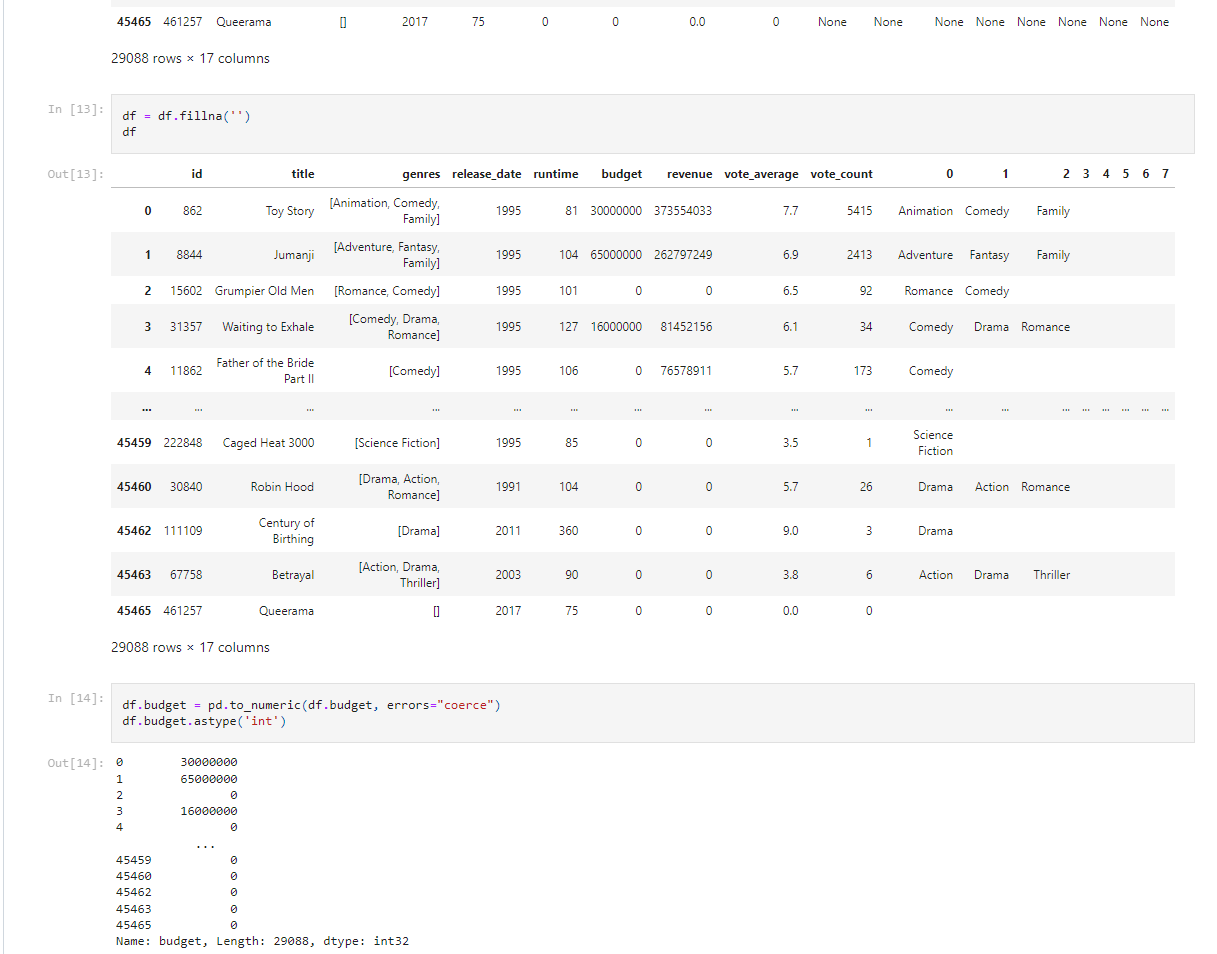 45465 461257 Queerama [] 2017 75 0 0 0.0 0 None None None None None None None None
29088 rows × 17 columns
In [13]:
df = df.fillna('')
df
Out[13]:
id title genres release_date runtime budget revenue vote_average vote_count 0 1 2 3 4 5 6 7
0 862 Toy Story [Animation, Comedy, Family] 1995 81 30000000 373554033 7.7 5415 Animation Comedy Family
1 8844 Jumanji [Adventure, Fantasy, Family] 1995 104 65000000 262797249 6.9 2413 Adventure Fantasy Family
2 15602 Grumpier Old Men [Romance, Comedy] 1995 101 0 0 6.5 92 Romance Comedy
3 31357 Waiting to Exhale [Comedy, Drama, Romance] 1995 127 16000000 81452156 6.1 34 Comedy Drama Romance
4 11862 Father of the Bride Part II [Comedy] 1995 106 0 76578911 5.7 173 Comedy
... ... ... ... ... ... ... ... ... ... ... ... ... ... ... ... ... ...
45459 222848 Caged Heat 3000 [Science Fiction] 1995 85 0 0 3.5 1 Science Fiction
45460 30840 Robin Hood [Drama, Action, Romance] 1991 104 0 0 5.7 26 Drama Action Romance
45462 111109 Century of Birthing [Drama] 2011 360 0 0 9.0 3 Drama
45463 67758 Betrayal [Action, Drama, Thriller] 2003 90 0 0 3.8 6 Action Drama Thriller
45465 461257 Queerama [] 2017 75 0 0 0.0 0
29088 rows × 17 columns
In [14]:
df.budget = pd.to_numeric(df.budget, errors="coerce")
df.budget.astype('int')
Out[14]:
0 30000000
1 65000000
2 0
3 16000000
4 0
...
45459 0
45460 0
45462 0
45463 0
45465 0
Name: budget, Length: 29088, dtype: int32